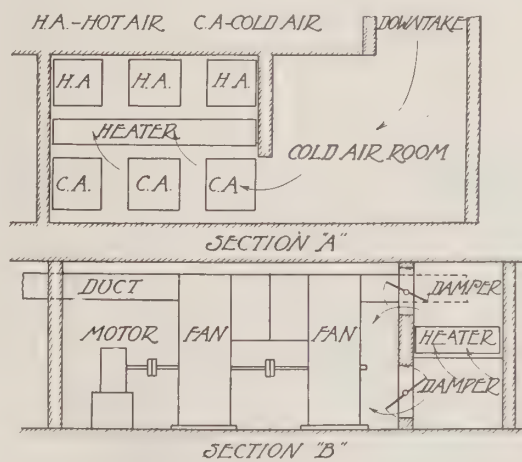 H.A.-HOT AIR C.A-COLD AIR DOWNTAKE
H.A H.A H.A
HEATER
COLD AIR ROOM
C.A. C.A. C.A
SECTION "A"
DUCT DAMPER
MOTOR FAN FAN HEATER
DAMPER
SECTION "B"